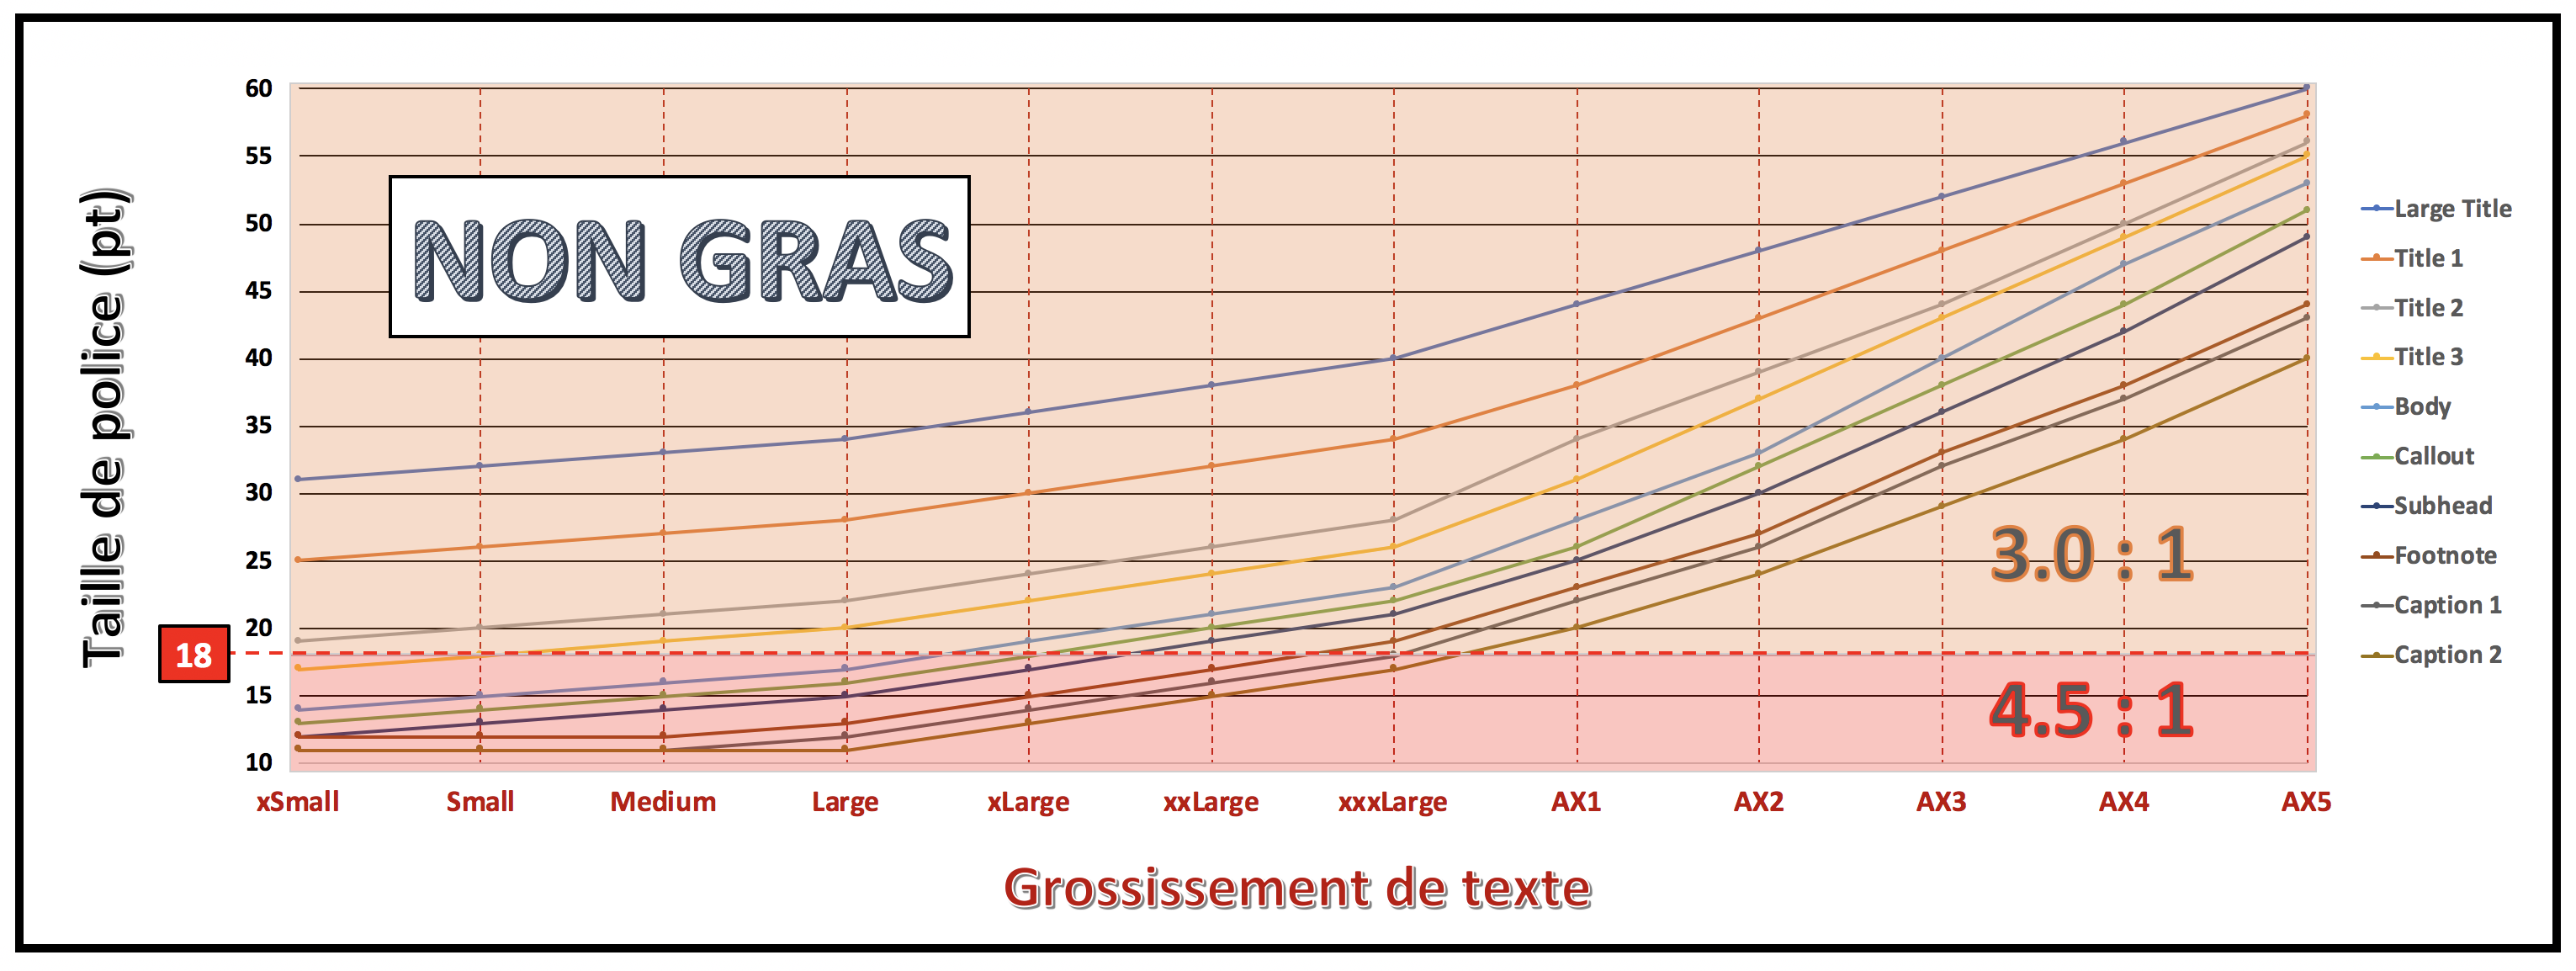 60
55
50
45
40
35
30
25
20
18
15
10
Taille de police (pt)
NON GRAS
3.0 : 1
4.5 : 1
xSmall Small Medium Large xLarge xxLarge xxxLarge AX1 AX2 AX3 AX4 AX5
Grossissement de texte
Large Title
Title 1
Title 2
Title 3
Body
Callout
Subhead
Footnote
Caption 1
Caption 2